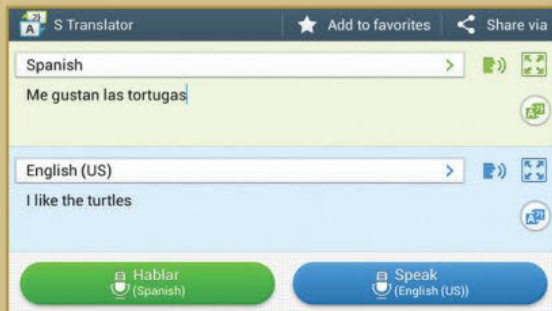 S Translator
Add to favorites
Share via
Spanish
Me gustan las tortugas
English (US)
I like the turtles
Hablar
(Spanish)
Speak
(English (US))